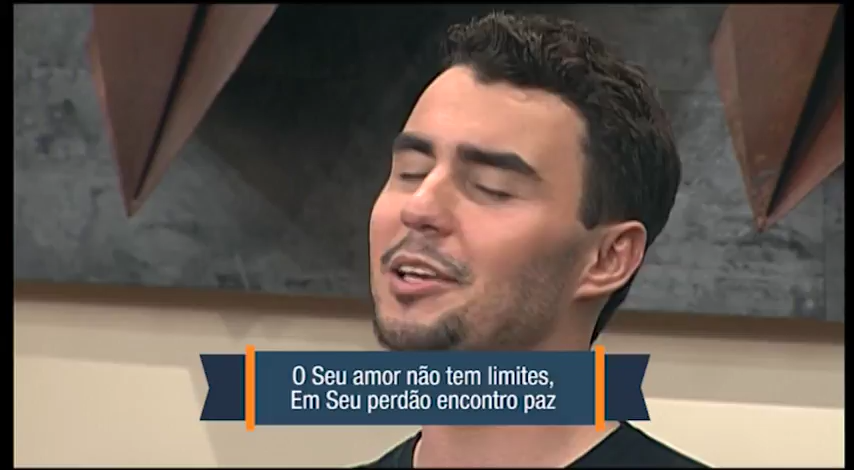 O Seu amor não tem limites,
Em Seu perdão encontro paz